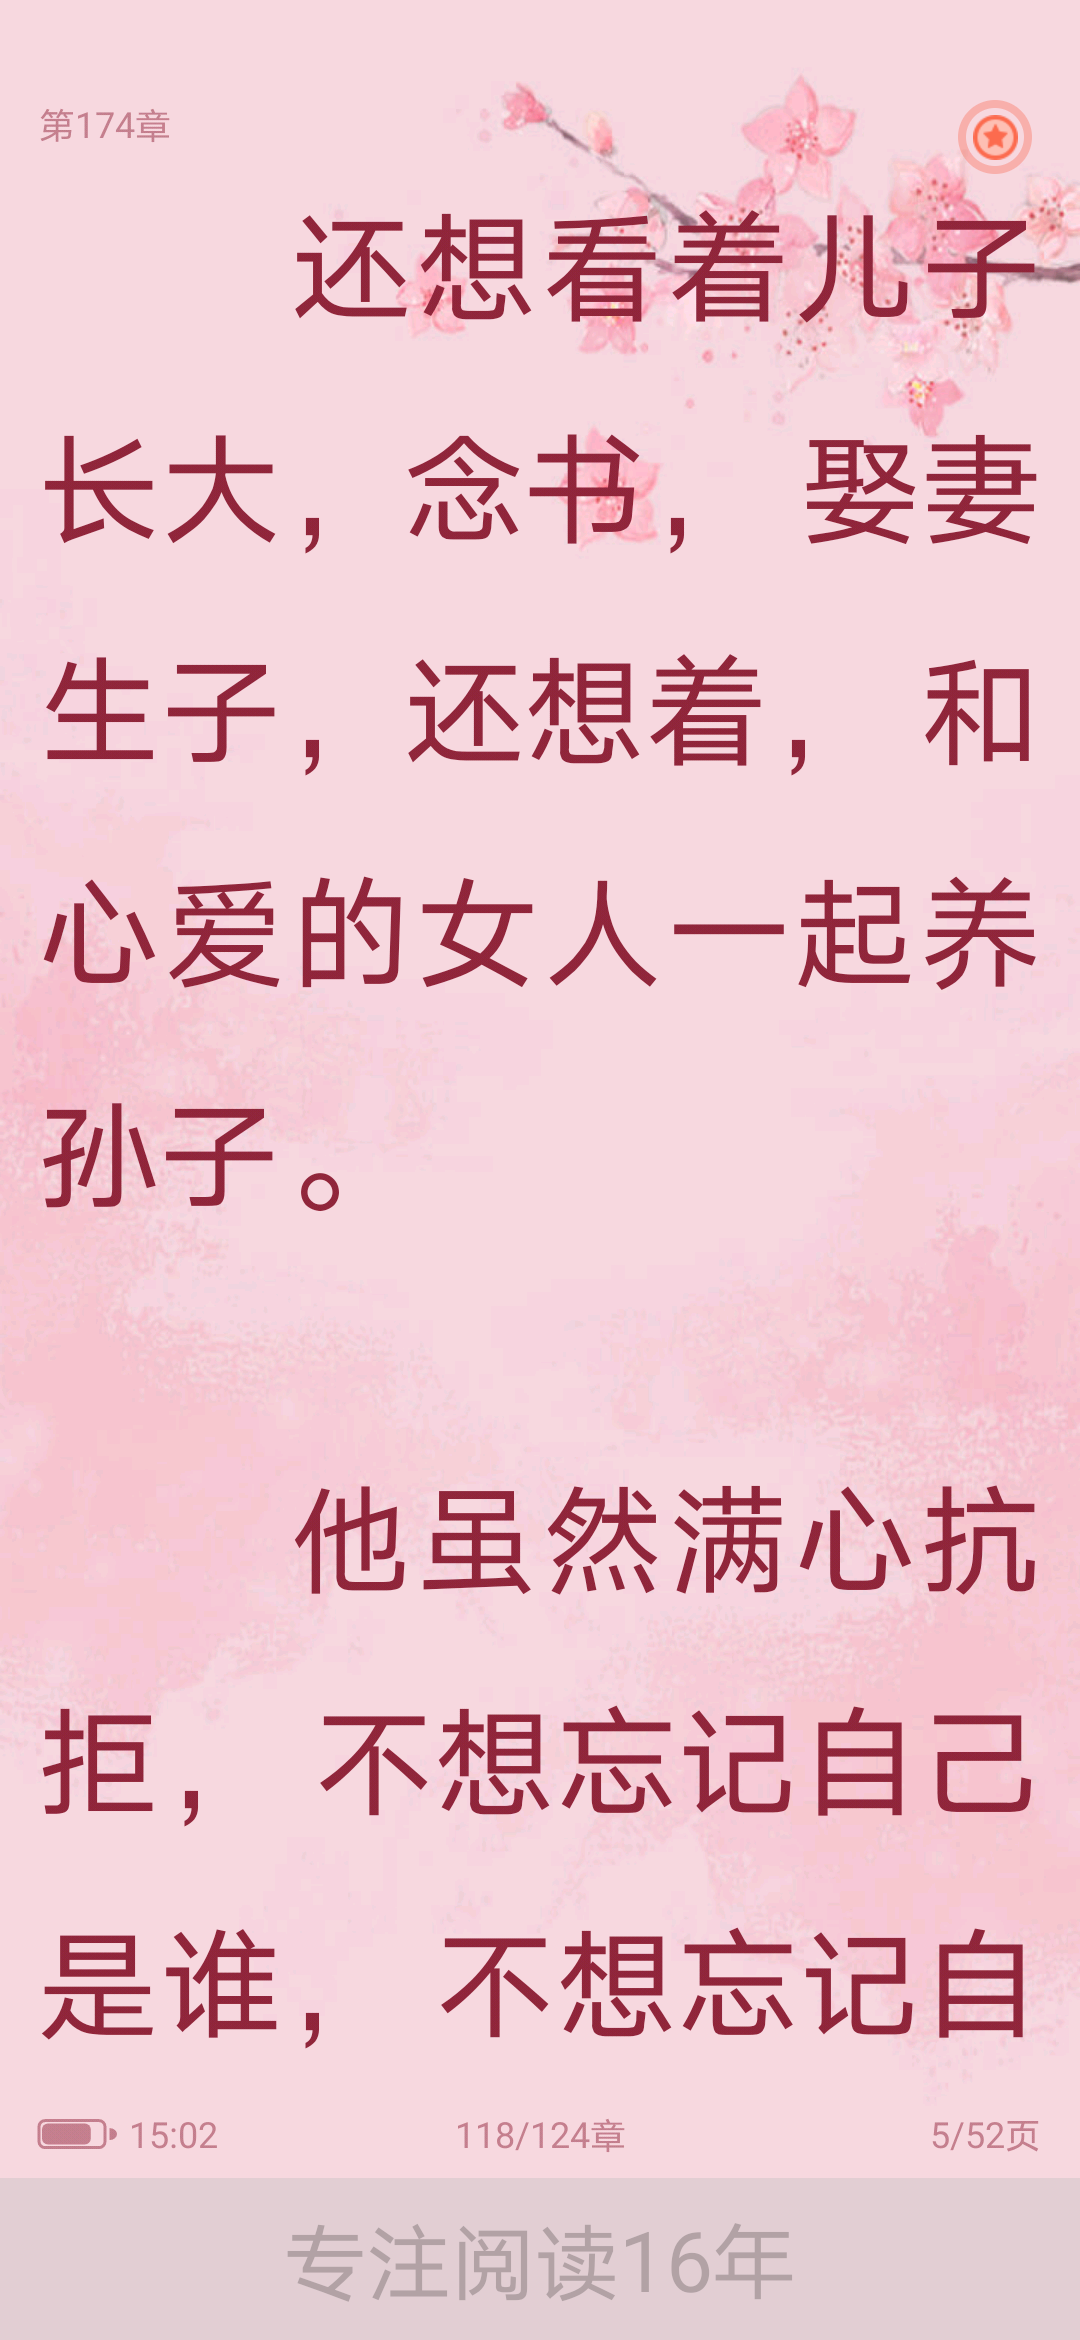 第174章
还想看着儿子
长大，念书，娶妻
生子，还想着，和
心爱的女人一起养
孙子。
他虽然满心抗
拒，不想忘记自己
是谁，不想忘记自
15:02 118/124章 5/52页
专注阅读16年